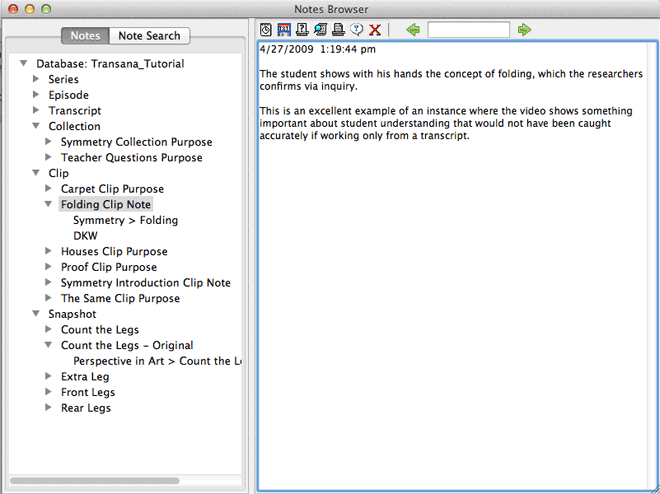 Notes Browser
Notes
Note Search
Database: Transana_Tutorial
Series
Episode
Transcript
Collection
Symmetry Collection Purpose
Teacher Questions Purpose
Clip
Carpet Clip Purpose
Folding Clip Note
Symmetry > Folding
DKW
Houses Clip Purpose
Proof Clip Purpose
Symmetry Introduction Clip Note
The Same Clip Purpose
Snapshot
Count the Legs
Count the Legs - Original
Perspective in Art > Count the Le
Extra Leg
Front Legs
Rear Legs
4/27/2009 1:19:44 pm
The student shows with his hands the concept of folding, which the researchers
confirms via inquiry.
This is an excellent example of an instance where the video shows something
important about student understanding that would not have been caught
accurately if working only from a transcript.